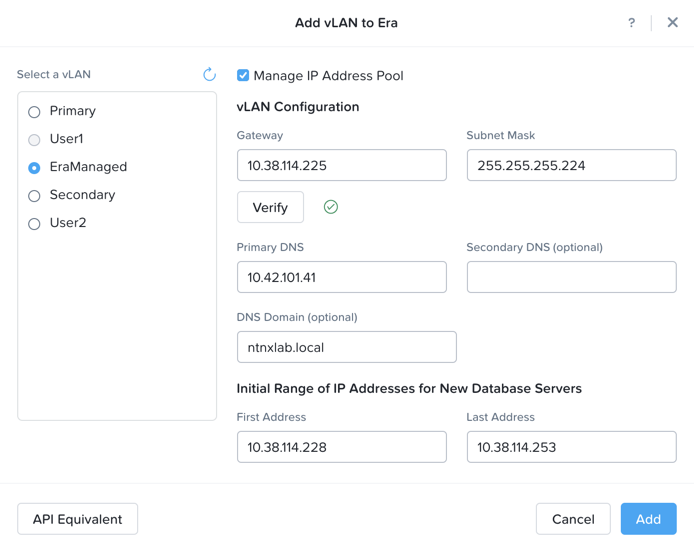 Add vLAN to Era
?
Select a vLAN
Primary
User1
EraManaged
Secondary
User2
Manage IP Address Pool
vLAN Configuration
Gateway
Subnet Mask
10.38.114.225
255.255.255.224
Verify
Primary DNS
Secondary DNS (optional)
10.42.101.41
DNS Domain (optional)
ntnxlab.local
Initial Range of IP Addresses for New Database Servers
First Address
Last Address
10.38.114.228
10.38.114.253
API Equivalent
Cancel
Add